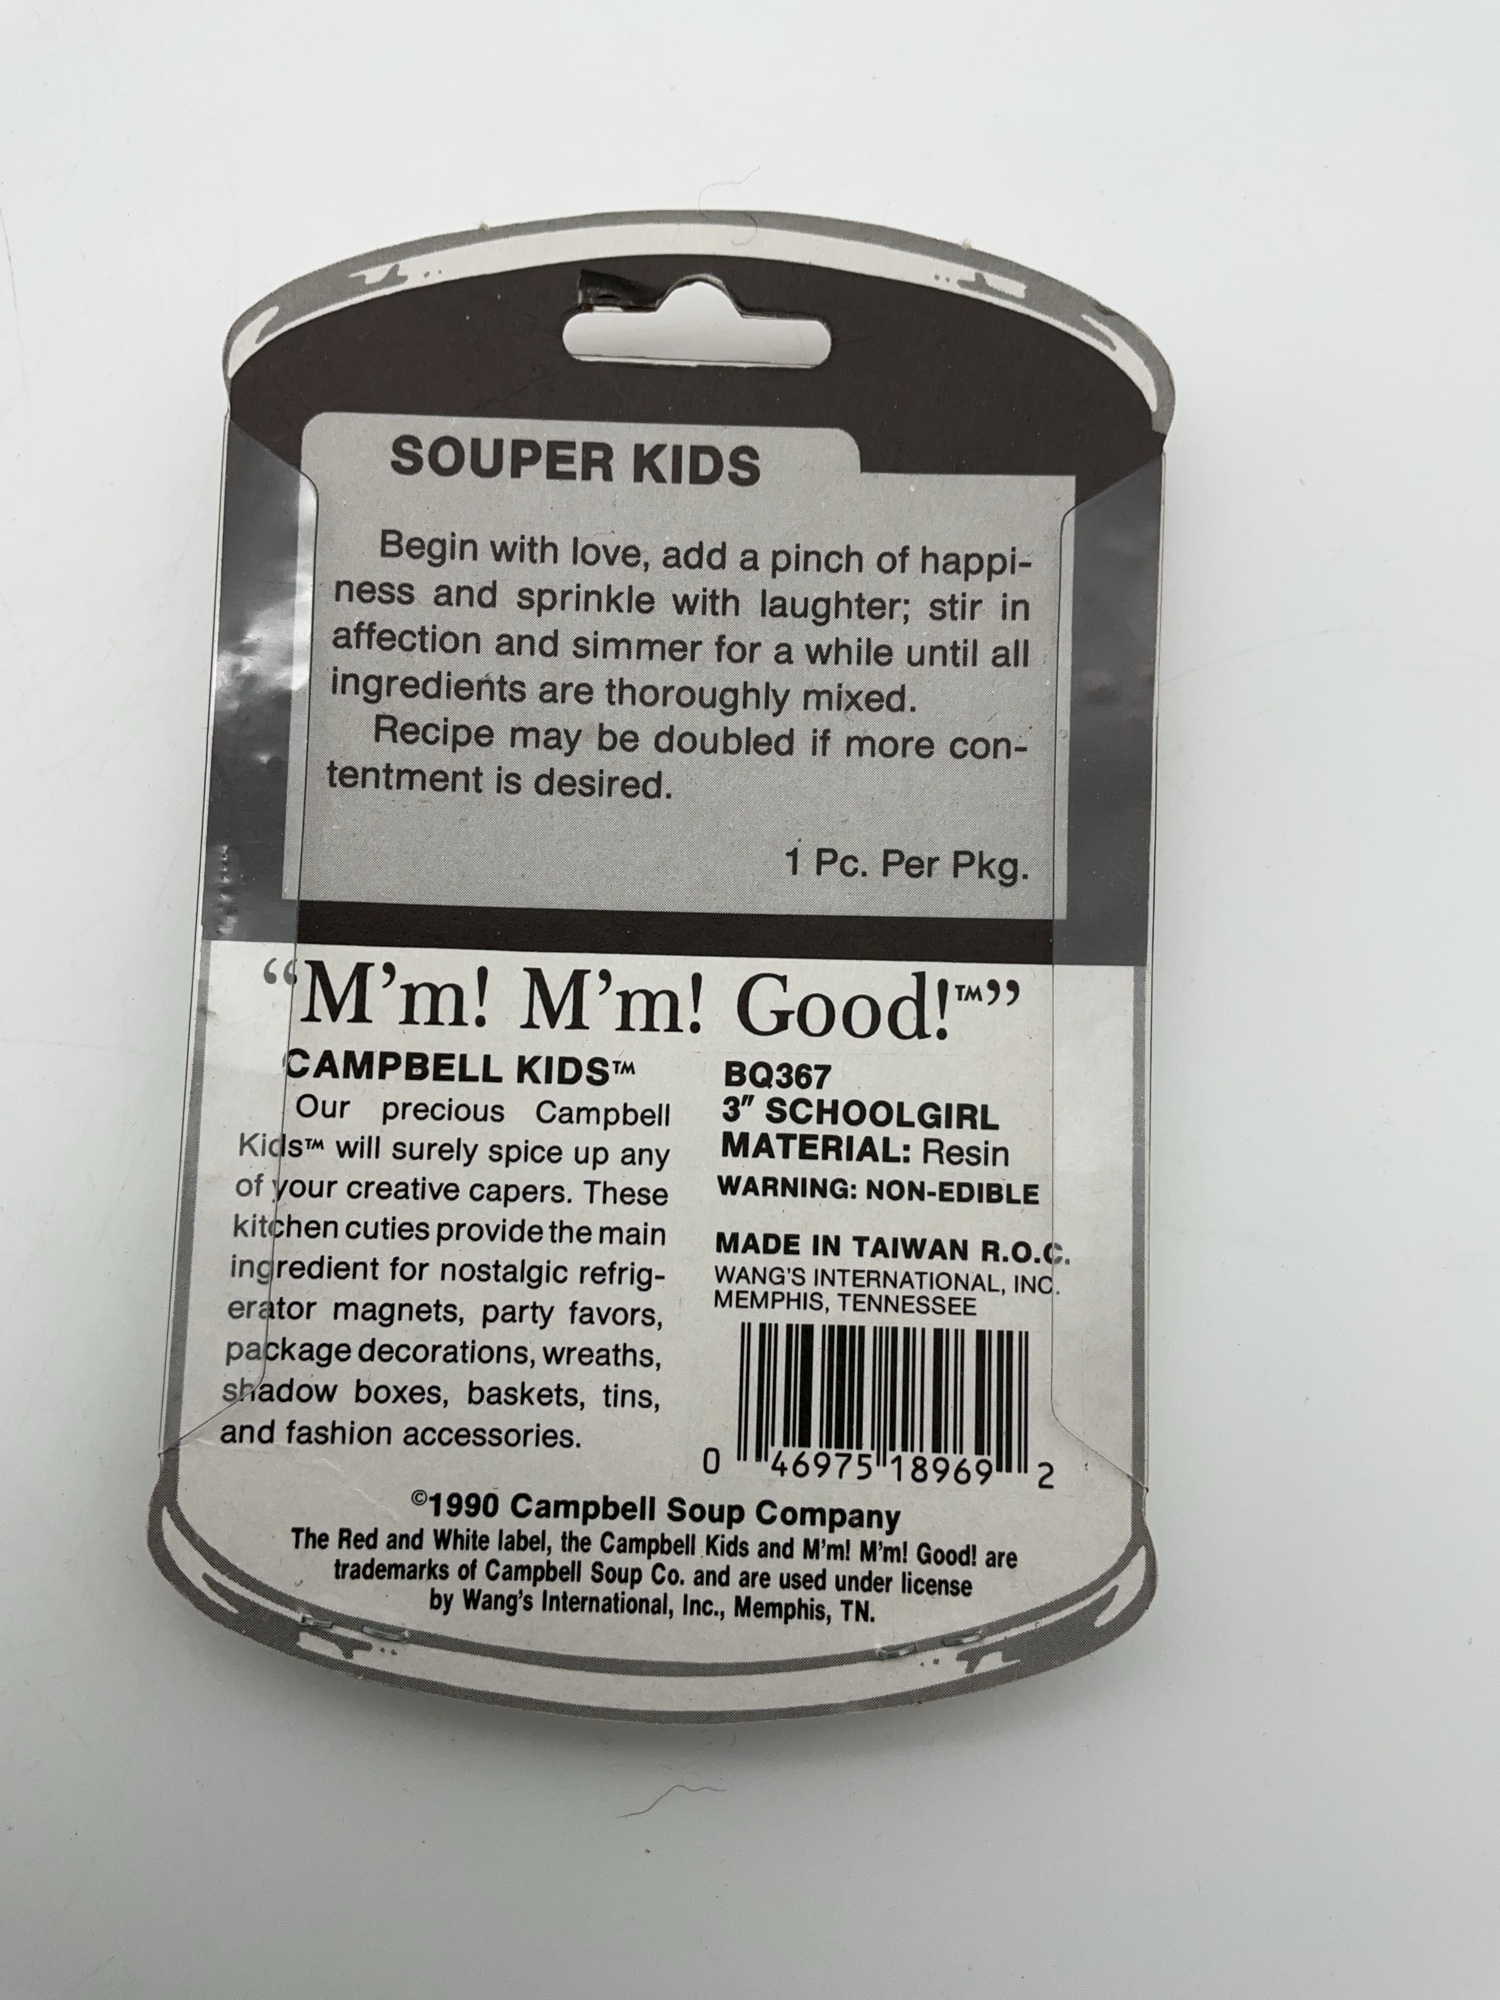 SOUPER KIDS
Begin with love, add a pinch of happi-
ness and sprinkle with laughter; stir in
affection and simmer for a while until all
ingredients are thoroughly mixed.
Recipe may be doubled if more con-
tentment is desired.
1 Pc. Per Pkg.
“M’m! M’m! Good!™”
CAMPBELL KIDS™
Our precious Campbell
Kids™ will surely spice up any
of your creative capers. These
kitchen cuties provide the main
ingredient for nostalgic refrig-
erator magnets, party favors,
package decorations, wreaths,
shadow boxes, baskets, tins,
and fashion accessories.
BQ367
3" SCHOOLGIRL
MATERIAL: Resin
WARNING: NON-EDIBLE
MADE IN TAIWAN R.O.C.
WANG'S INTERNATIONAL, INC.
MEMPHIS, TENNESSEE
0 46975 18969 2
©1990 Campbell Soup Company
The Red and White label, the Campbell Kids and M'm! M'm! Good! are
trademarks of Campbell Soup Co. and are used under license
by Wang's International, Inc., Memphis, TN.